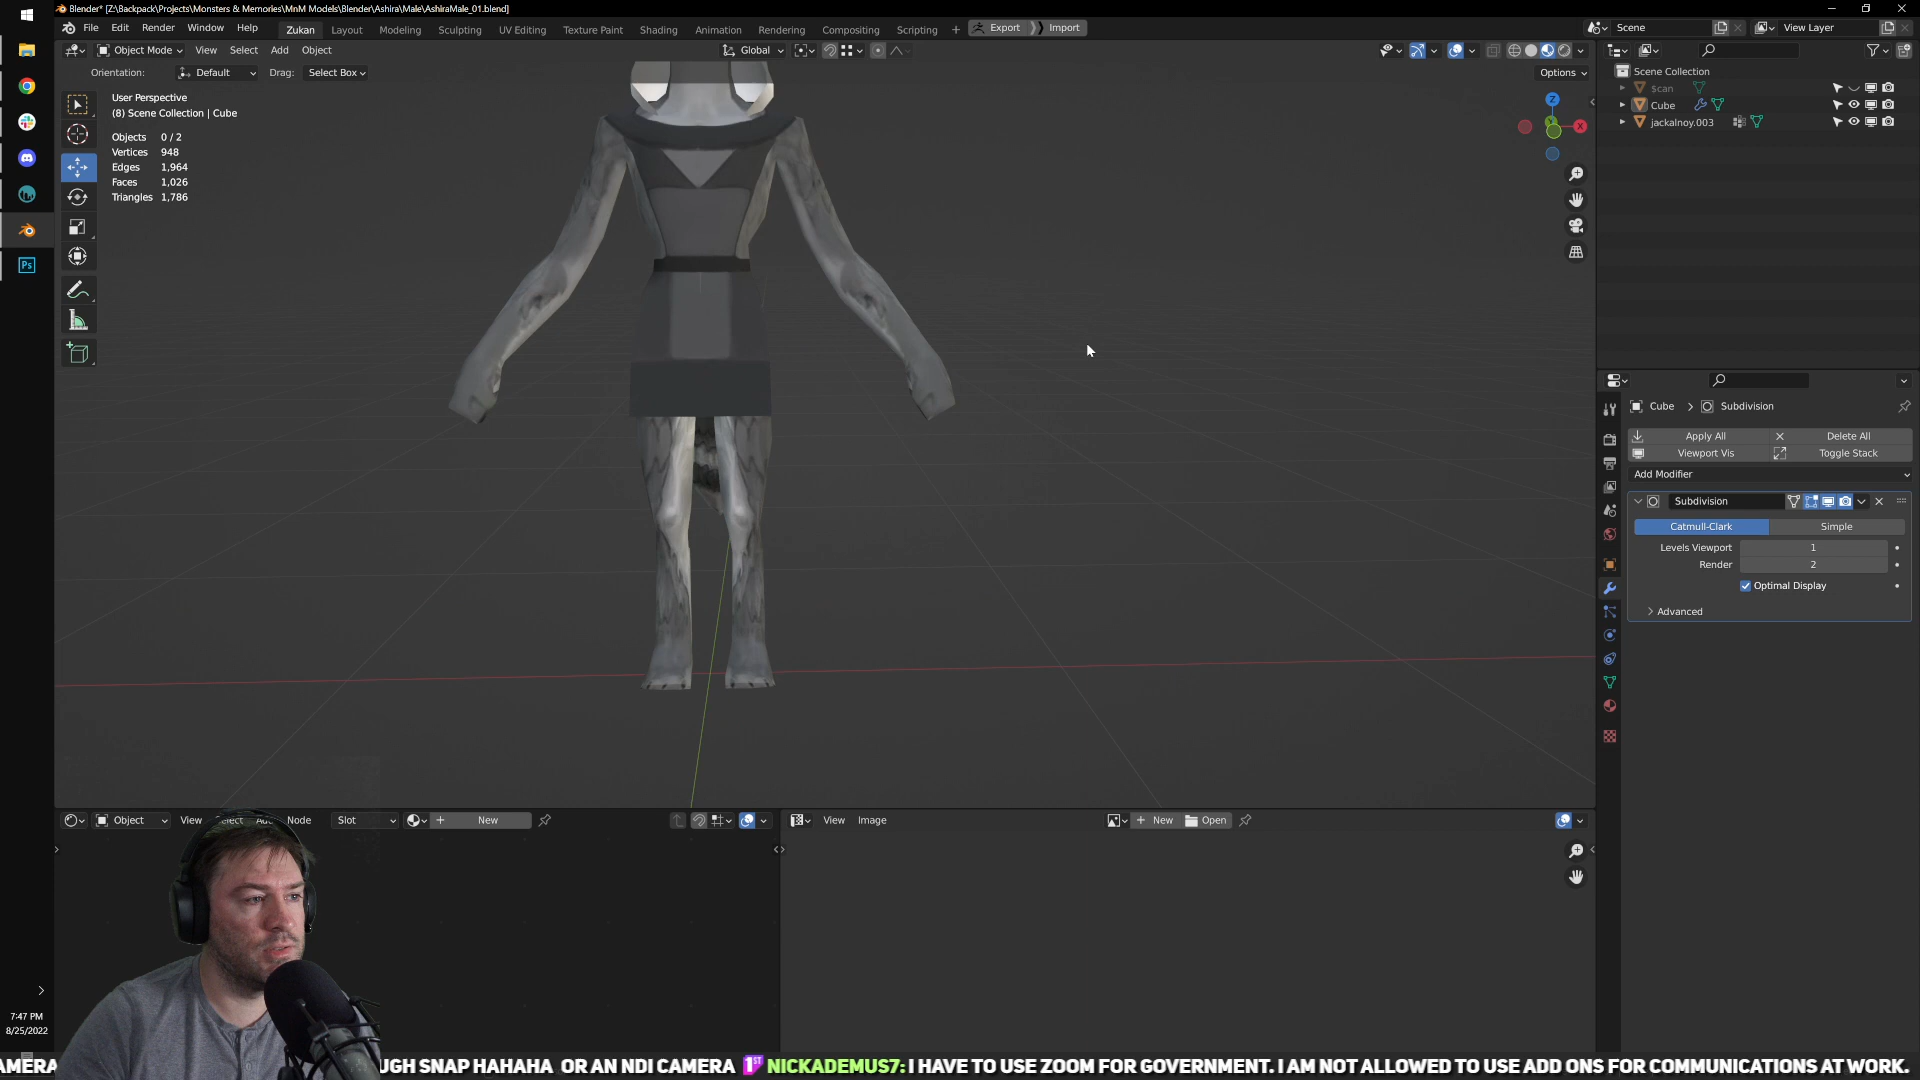 Blender* [Z:\Backpack\Projects\Monsters & Memories\MnM Models\Blender\Ashira\Male\AshiraMale_01.blend]
File Edit Render Window Help Zukan Layout Modeling Sculpting UV Editing Texture Paint Shading Animation Rendering Compositing Scripting + Export Import Scene View Layer
Object Mode View Select Add Object Global
Orientation: Default Drag: Select Box Options
User Perspective
(8) Scene Collection | Cube
Objects 0 / 2
Vertices 948
Edges 1,964
Faces 1,026
Triangles 1,786
Z
X
Scene Collection
$can
Cube
jackalnoy.003
Cube > Subdivision
Apply All Delete All
Viewport Vis Toggle Stack
Add Modifier
Subdivision
Catmull-Clark Simple
Levels Viewport 1
Render 2
Optimal Display
Advanced
Object View Node Slot New
View Image New Open
Ps
7:47 PM
8/25/2022
AMERA UGH SNAP HAHAHA OR AN NDI CAMERA 1ST NICKADEMUS7: I HAVE TO USE ZOOM FOR GOVERNMENT. I AM NOT ALLOWED TO USE ADD ONS FOR COMMUNICATIONS AT WORK.